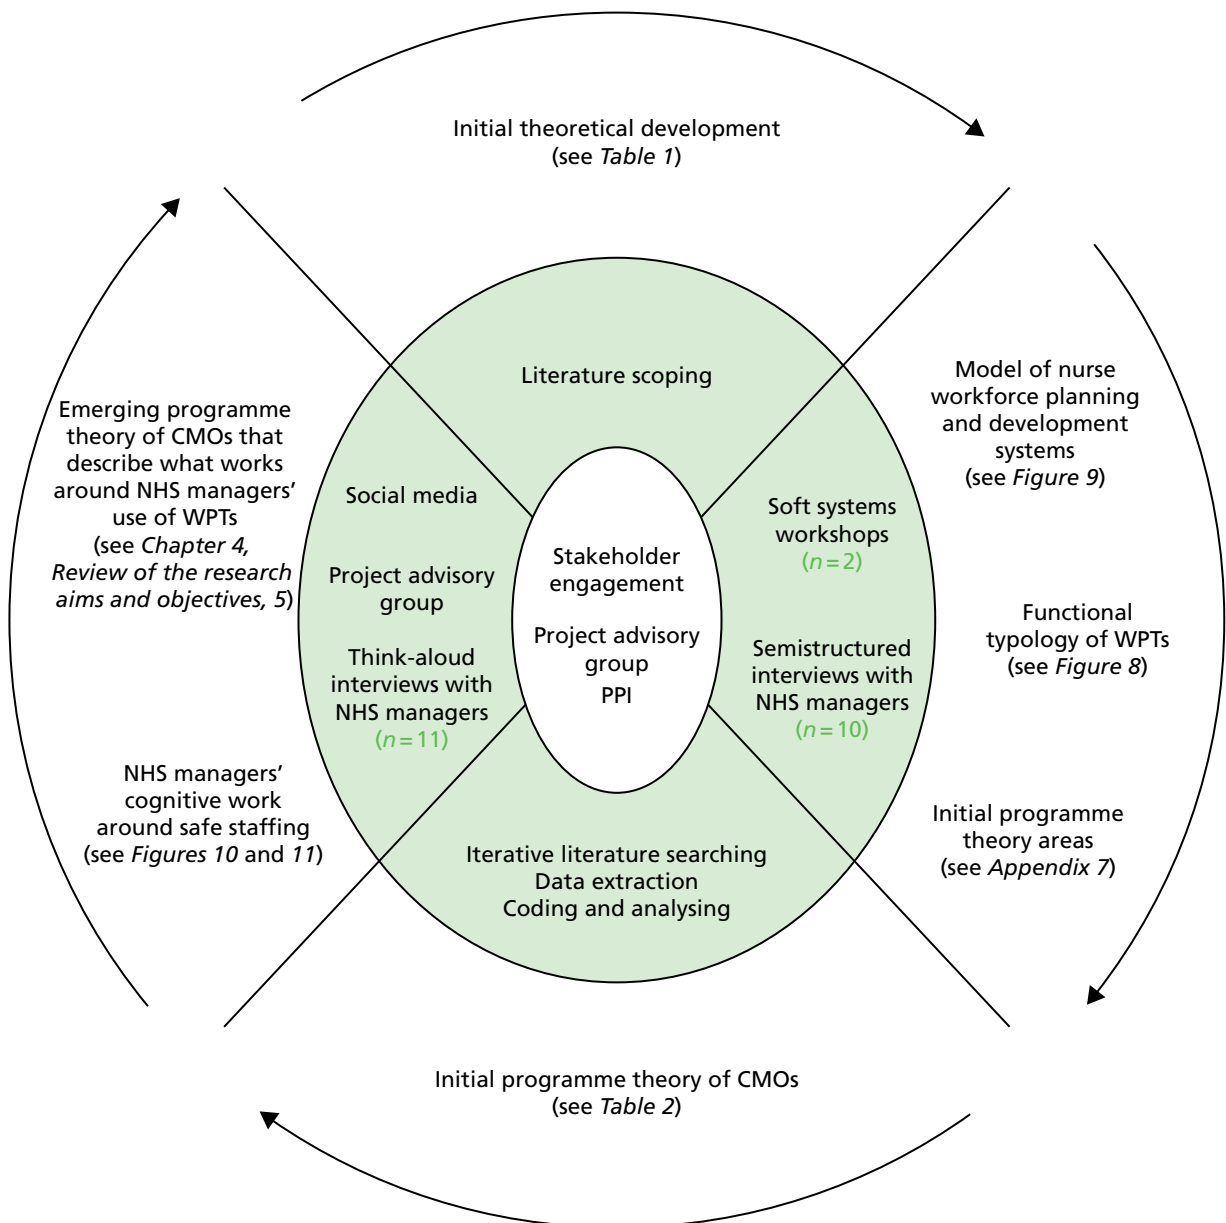 Initial theoretical development
(see Table 1)
Literature scoping
Model of nurse
workforce planning
and development
systems
(see Figure 9)
Functional
typology of WPTs
(see Figure 8)
Initial programme
theory areas
(see Appendix 7)
Soft systems
workshops
(n=2)
Semistructured
interviews with
NHS managers
(n=10)
Stakeholder
engagement
Project advisory
group
PPI
Iterative literature searching
Data extraction
Coding and analysing
Initial programme theory of CMOs
(see Table 2)
Social media
Project advisory
group
Think-aloud
interviews with
NHS managers
(n=11)
Emerging programme
theory of CMOs that
describe what works
around NHS managers’
use of WPTs
(see Chapter 4,
Review of the research
aims and objectives, 5)
NHS managers’
cognitive work
around safe staffing
(see Figures 10 and 11)